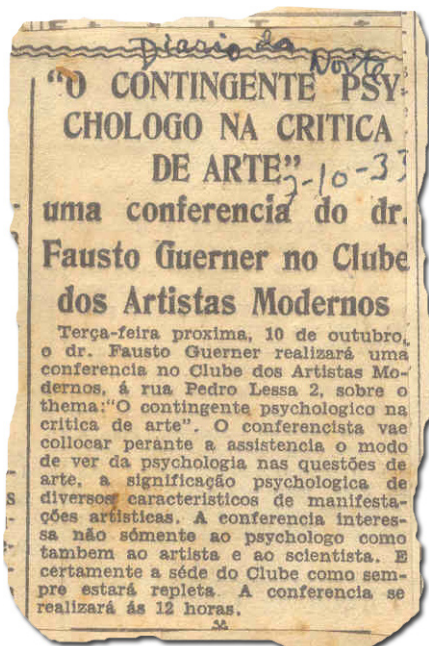 Diario da
Noite
"O CONTINGENTE PSY
CHOLOGO NA CRITICA
DE ARTE"
7-10-33
uma conferencia do dr.
Fausto Guerner no Clube
dos Artistas Modernos
Terça-feira proxima, 10 de outubro,
o dr. Fausto Guerner realizará uma
conferencia no Clube dos Artistas Mo-
dernos, á rua Pedro Lessa 2, sobre o
thema:"O contingente psychologico na
critica de arte". O conferencista vae
collocar perante a assistencia o modo
de ver da psychologia nas questões de
arte, a significação psychologica de
diversos caracteristicos de manifesta-
ções artisticas. A conferencia interes-
sa não sómente ao psychologo como
tambem ao artista e ao scientista. E
certamente a séde do Clube como sem-
pre estará repleta. A conferencia se
realizará ás 12 horas.